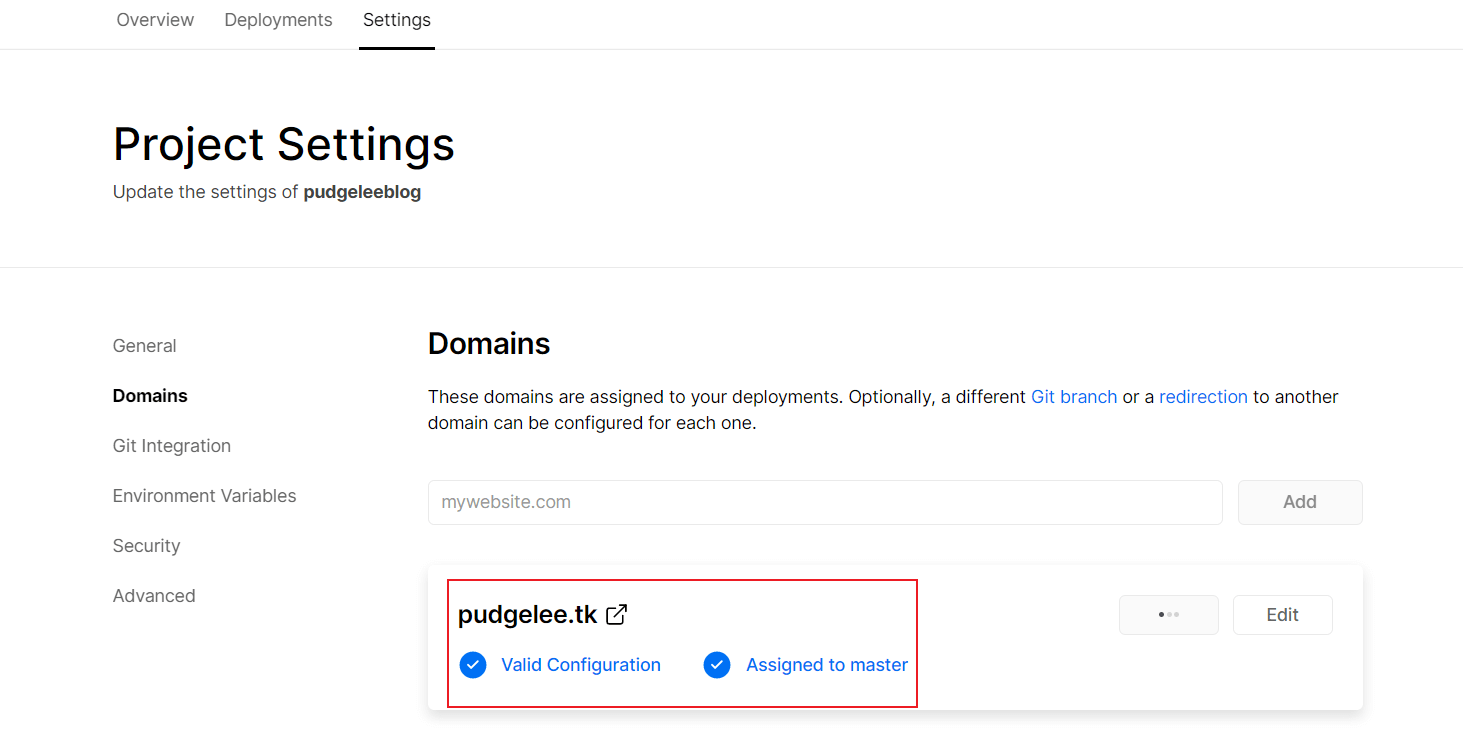 Overview Deployments Settings
Project Settings
Update the settings of pudgeleeblog
General
Domains
Git Integration
Environment Variables
Security
Advanced
Domains
These domains are assigned to your deployments. Optionally, a different Git branch or a redirection to another
domain can be configured for each one.
mywebsite.com Add
pudgelee.tk Edit
Valid Configuration Assigned to master